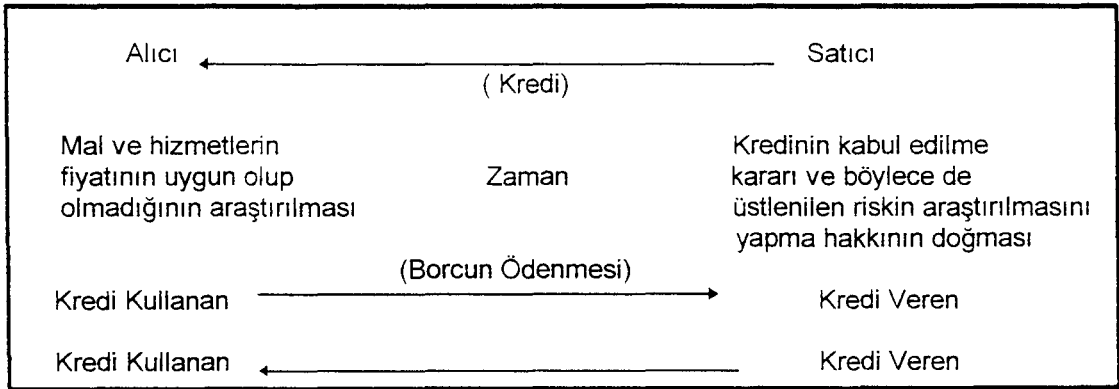 Alıcı Satıcı
( Kredi)
Mal ve hizmetlerin
fiyatının uygun olup
olmadığının araştırılması
Zaman
Kredinin kabul edilme
kararı ve böylece de
üstlenilen riskin araştırılmasını
yapma hakkının doğması
(Borcun Ödenmesi)
Kredi Kullanan Kredi Veren
Kredi Kullanan Kredi Veren